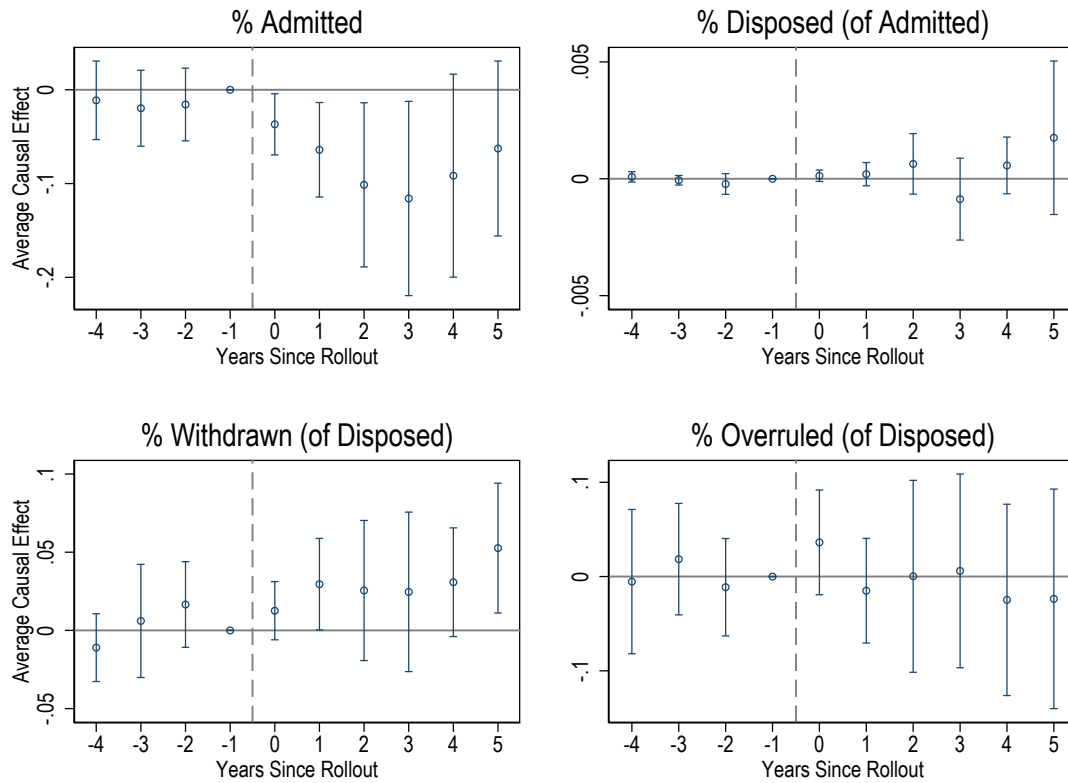 % Admitted
Average Causal Effect
0
-.1
-.2
-4 -3 -2 -1 0 1 2 3 4 5
Years Since Rollout
% Disposed (of Admitted)
.005
0
-.005
-4 -3 -2 -1 0 1 2 3 4 5
Years Since Rollout
% Withdrawn (of Disposed)
Average Causal Effect
.1
.05
0
-.05
-4 -3 -2 -1 0 1 2 3 4 5
Years Since Rollout
% Overruled (of Disposed)
.1
0
-.1
-4 -3 -2 -1 0 1 2 3 4 5
Years Since Rollout